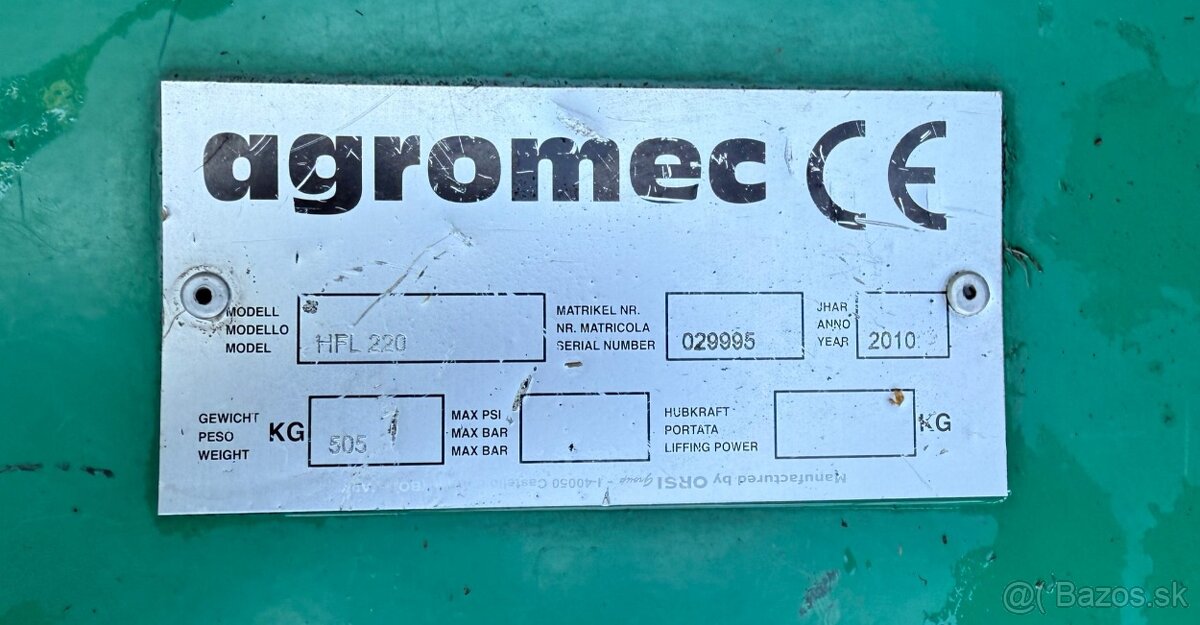 agromec CE
MODELL
MODELLO
MODEL
HFL 220
MATRIKEL NR.
NR. MATRICOLA
SERIAL NUMBER
029995
JHAR
ANNO
YEAR
2010
GEWICHT
PESO
WEIGHT
KG
505
MAX PSI
MAX BAR
MAX BAR
HUBKRAFT
PORTATA
LIFFING POWER
KG
Manufactured by ORSI Group - I-40050 Castello
@( Bazos.sk